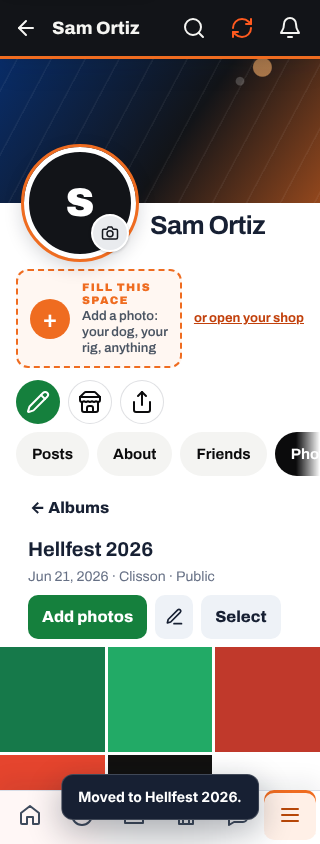 Sam Ortiz
S
Sam Ortiz
FILL THIS
SPACE
Add a photo:
your dog, your
rig, anything
or open your shop
Posts
About
Friends
Pho
← Albums
Hellfest 2026
Jun 21, 2026 · Clisson · Public
Add photos
Select
Moved to Hellfest 2026.